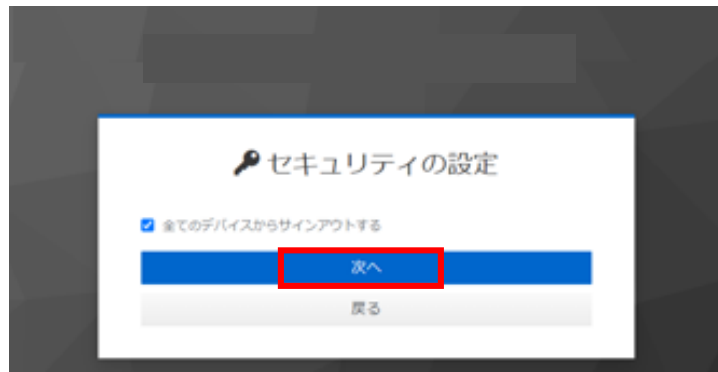 セキュリティの設定
全てのデバイスからサインアウトする
次へ
戻る